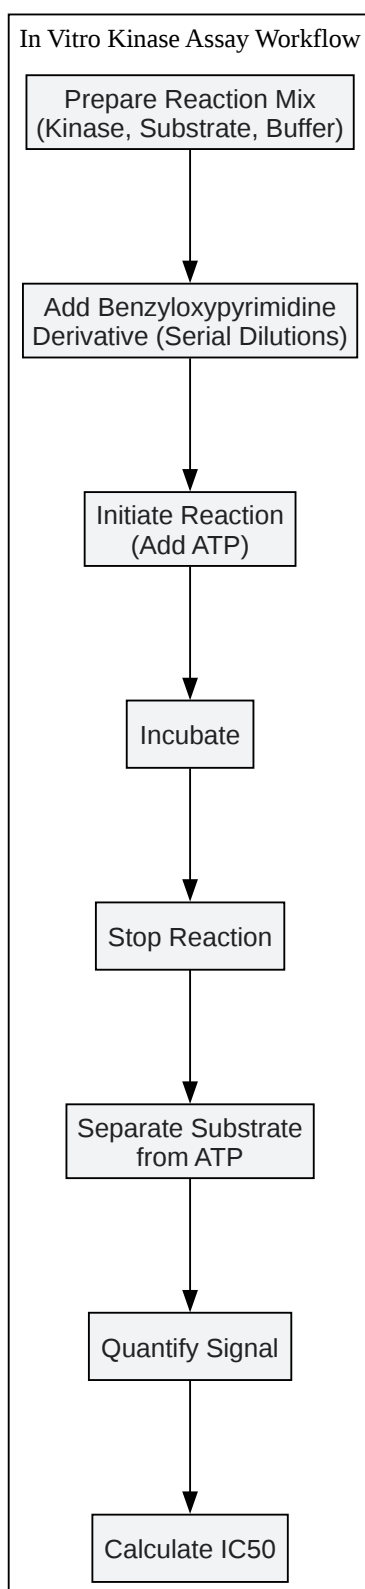 In Vitro Kinase Assay Workflow
Prepare Reaction Mix
(Kinase, Substrate, Buffer)
Add Benzyloxypyrimidine
Derivative (Serial Dilutions)
Initiate Reaction
(Add ATP)
Incubate
Stop Reaction
Separate Substrate
from ATP
Quantify Signal
Calculate IC50